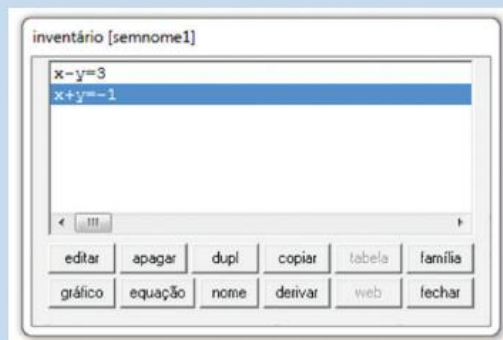 inventário [semnome1]
x-y=3
x+y=-1
editar apagar dupl copiar tabela família
gráfico equação nome derivar web fechar